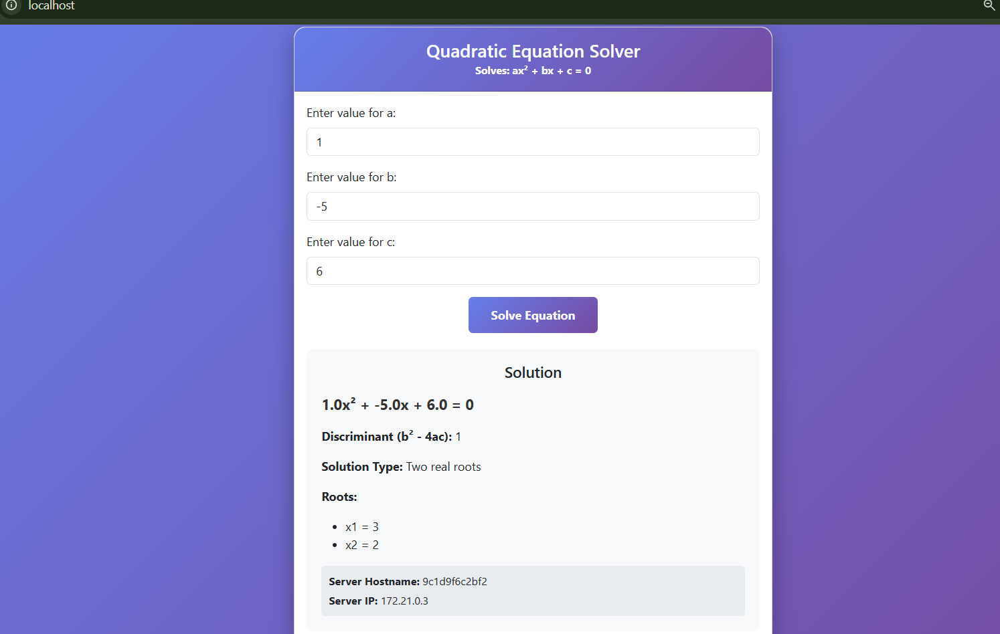 localhost
Quadratic Equation Solver
Solves: ax² + bx + c = 0
Enter value for a:
1
Enter value for b:
-5
Enter value for c:
6
Solve Equation
Solution
1.0x² + -5.0x + 6.0 = 0
Discriminant (b² - 4ac): 1
Solution Type: Two real roots
Roots:
• x1 = 3
• x2 = 2
Server Hostname: 9c1d9f6c2bf2
Server IP: 172.21.0.3